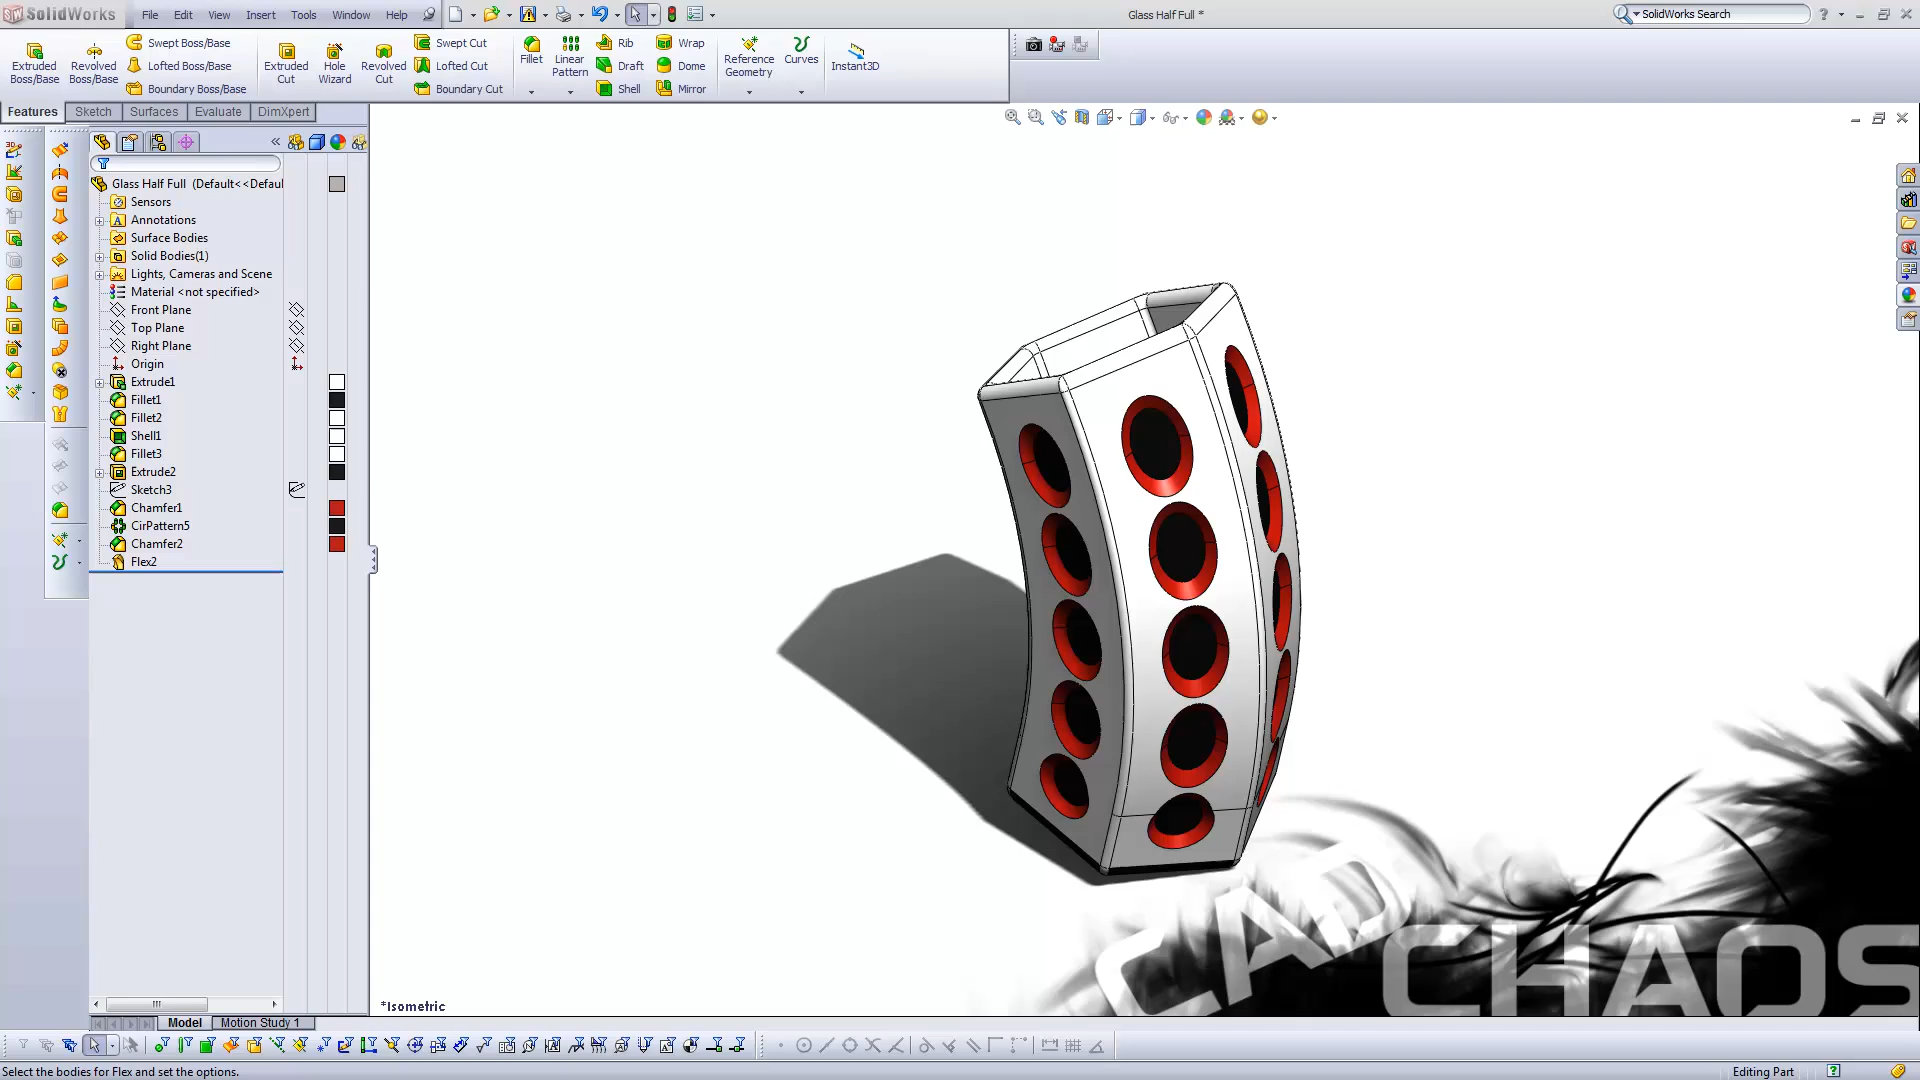 SolidWorks
File Edit View Insert Tools Window Help
Glass Half Full *
SolidWorks Search
Extruded Boss/Base
Revolved Boss/Base
Swept Boss/Base
Lofted Boss/Base
Boundary Boss/Base
Extruded Cut
Hole Wizard
Revolved Cut
Swept Cut
Lofted Cut
Boundary Cut
Fillet
Linear Pattern
Rib
Draft
Shell
Wrap
Dome
Mirror
Reference Geometry
Curves
Instant3D
Features Sketch Surfaces Evaluate DimXpert
Glass Half Full (Default<<Defau
Sensors
Annotations
Surface Bodies
Solid Bodies(1)
Lights, Cameras and Scene
Material <not specified>
Front Plane
Top Plane
Right Plane
Origin
Extrude1
Fillet1
Fillet2
Shell1
Fillet3
Extrude2
Sketch3
Chamfer1
CirPattern5
Chamfer2
Flex2
CAD
CHAOS
*Isometric
Model Motion Study 1
Select the bodies for Flex and set the options.
Editing Part